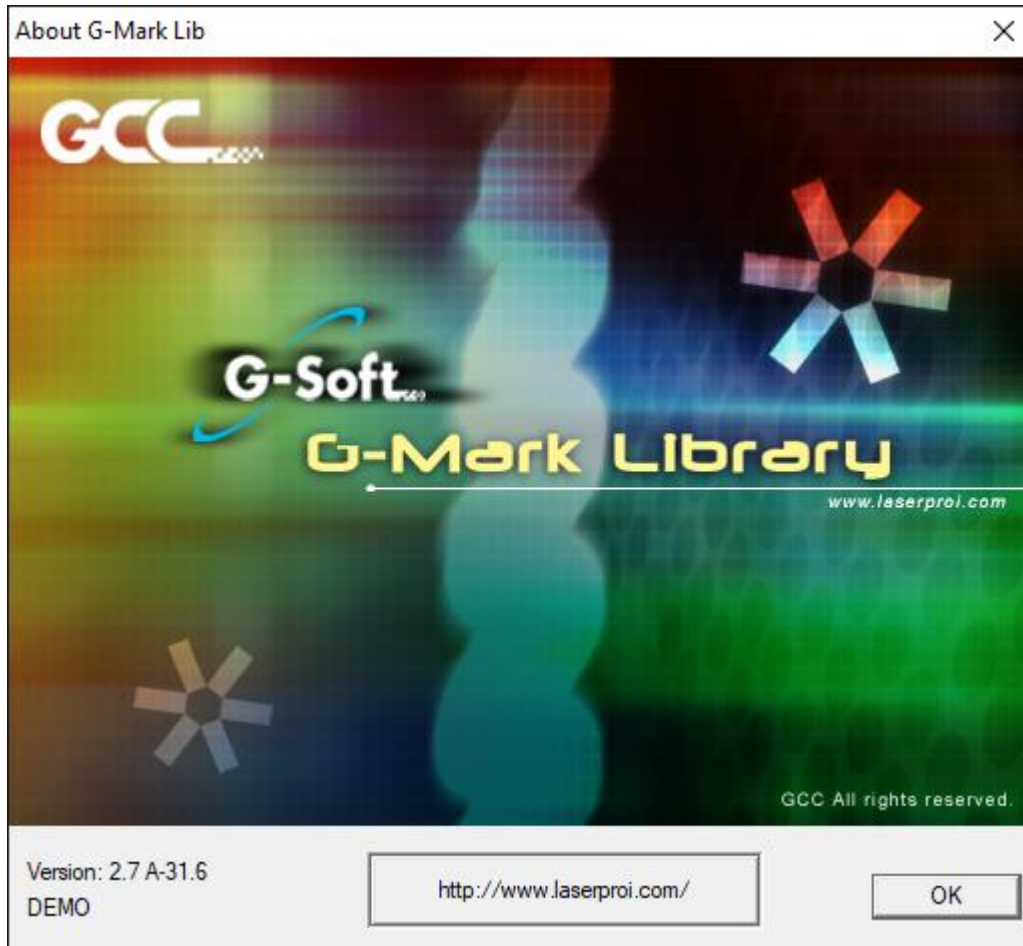 About G-Mark Lib
GCC
G-Soft
G-Mark Library
www.laserproi.com
GCC All rights reserved.
Version: 2.7 A-31.6
DEMO
http://www.laserproi.com/
OK